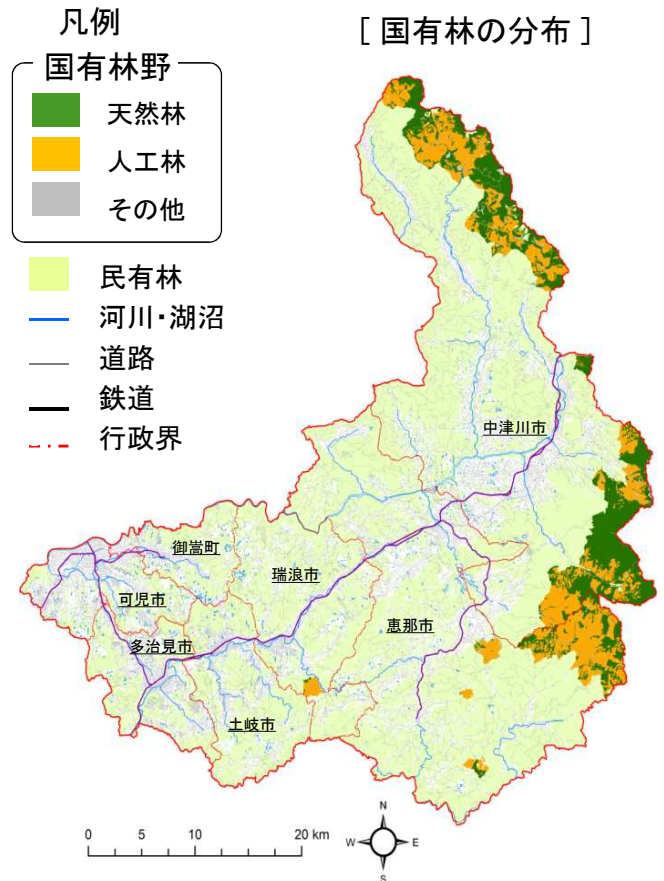 凡例
[ 国有林の分布 ]
国有林野
天然林
人工林
その他
民有林
河川・湖沼
道路
鉄道
行政界
中津川市
御嵩町
瑞浪市
可児市
恵那市
多治見市
土岐市
0 5 10 20 km
N
W E
S